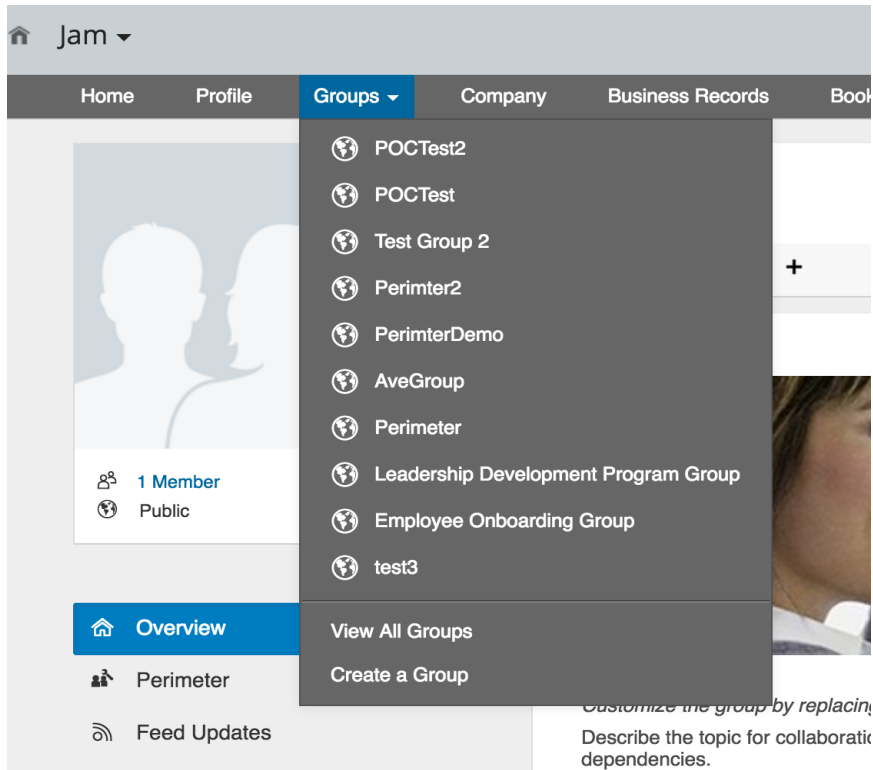 Jam
Home Profile Groups Company Business Records Book
POCTest2
POCTest
Test Group 2
Perimter2
+
PerimterDemo
AveGroup
Perimeter
Leadership Development Program Group
1 Member
Public
Employee Onboarding Group
test3
Overview
View All Groups
Perimeter
Create a Group
Customize the group by replacing
Feed Updates
Describe the topic for collaboratio
dependencies.